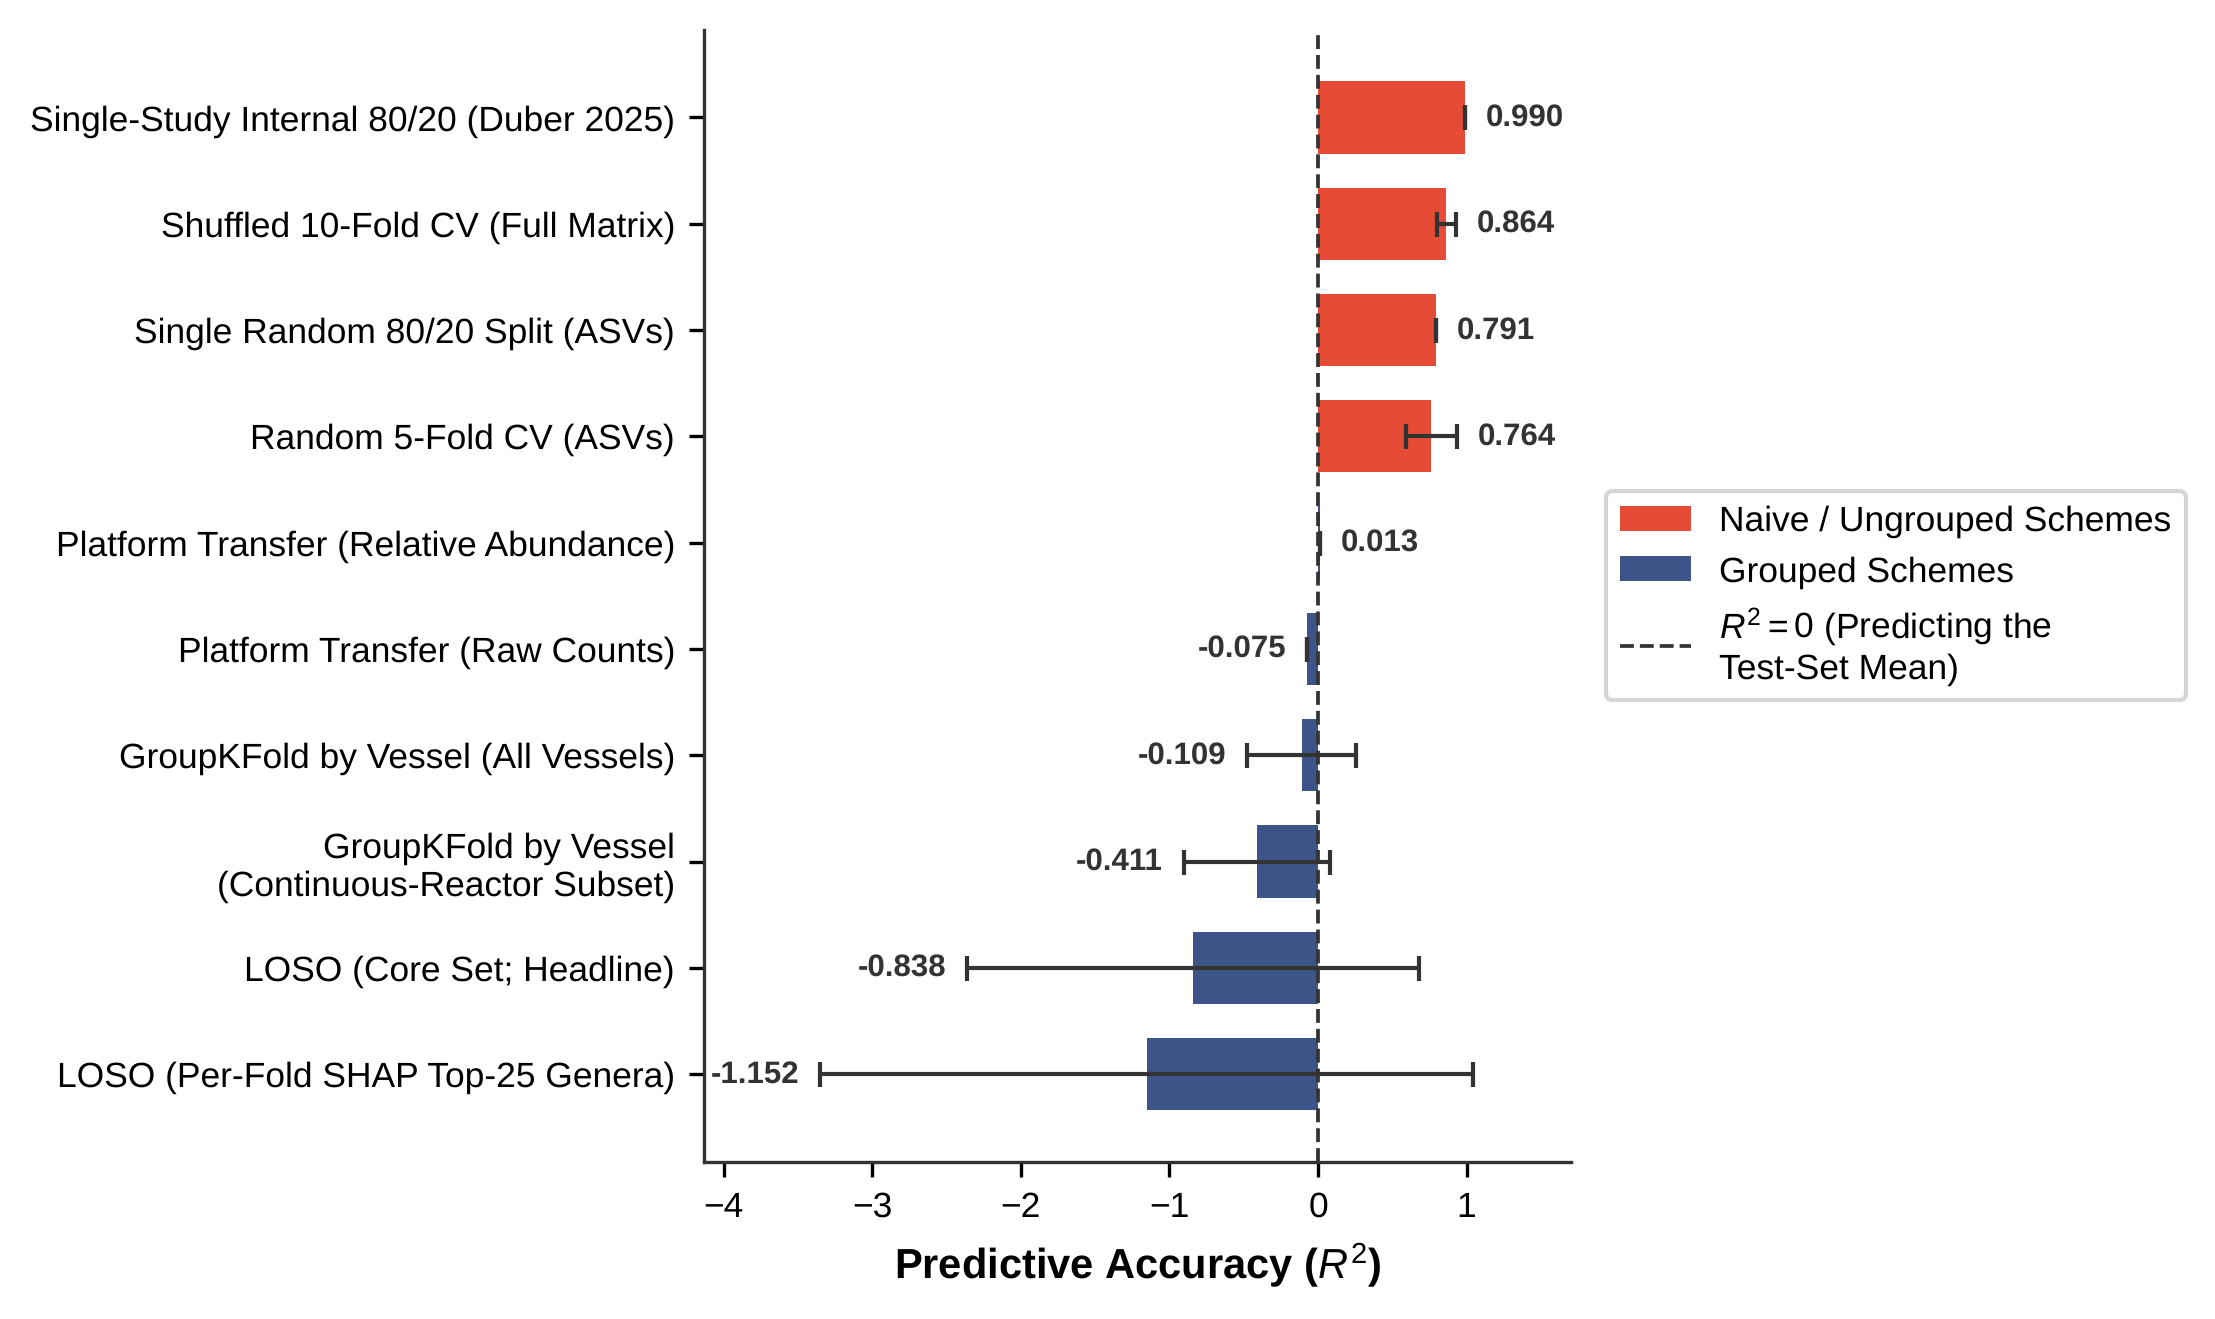 Single-Study Internal 80/20 (Duber 2025)
0.990
Shuffled 10-Fold CV (Full Matrix)
0.864
Single Random 80/20 Split (ASVs)
0.791
Random 5-Fold CV (ASVs)
0.764
Platform Transfer (Relative Abundance)
0.013
Platform Transfer (Raw Counts)
-0.075
GroupKFold by Vessel (All Vessels)
-0.109
GroupKFold by Vessel
(Continuous-Reactor Subset)
-0.411
LOSO (Core Set; Headline)
-0.838
LOSO (Per-Fold SHAP Top-25 Genera)
-1.152
−4 −3 −2 −1 0 1
Predictive Accuracy (R²)
Naive / Ungrouped Schemes
Grouped Schemes
R² = 0 (Predicting the
Test-Set Mean)